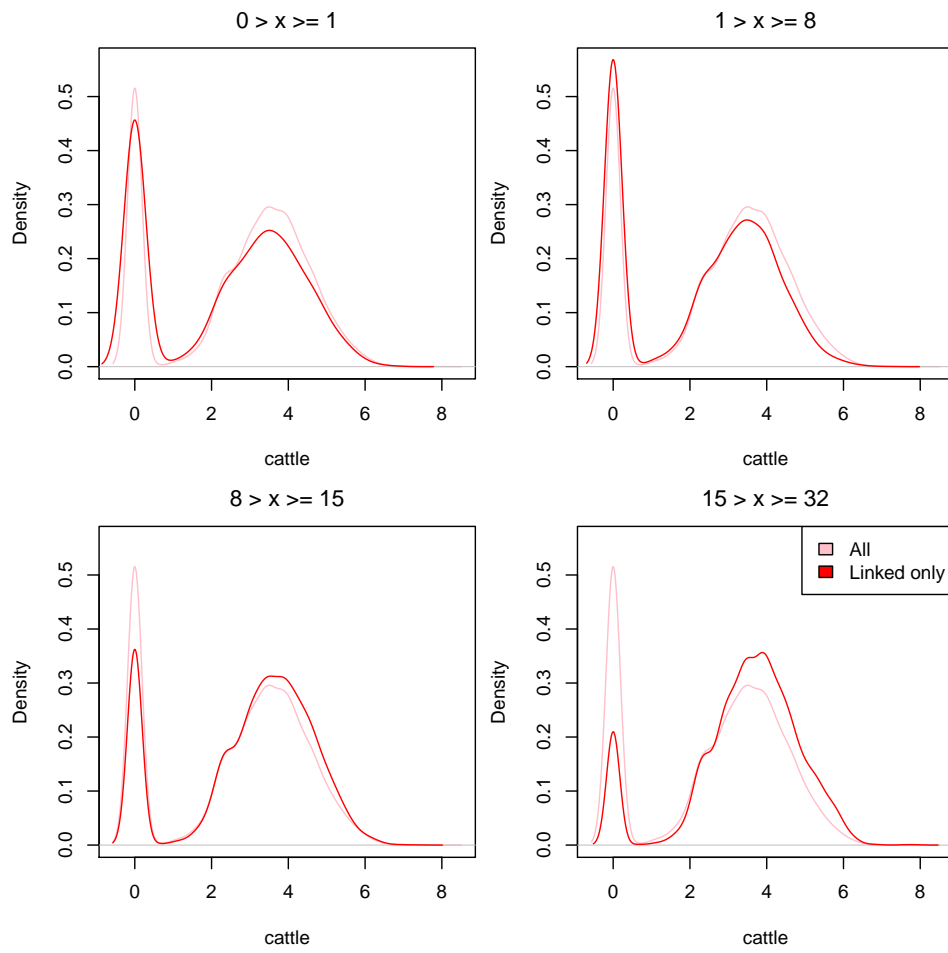 0 > x >= 1
Density
0.0 0.1 0.2 0.3 0.4 0.5
0 2 4 6 8
cattle
1 > x >= 8
Density
0.0 0.1 0.2 0.3 0.4 0.5
0 2 4 6 8
cattle
8 > x >= 15
Density
0.0 0.1 0.2 0.3 0.4 0.5
0 2 4 6 8
cattle
15 > x >= 32
All
Linked only
Density
0.0 0.1 0.2 0.3 0.4 0.5
0 2 4 6 8
cattle